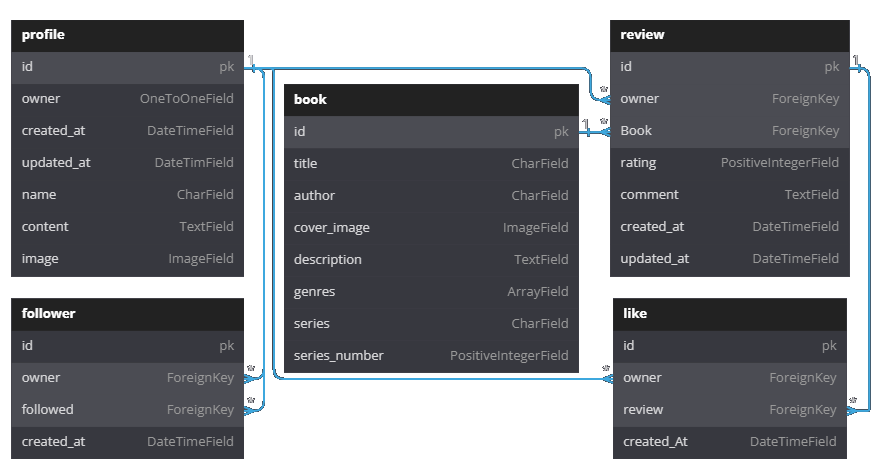 profile
id pk
owner OneToOneField
created_at DateTimeField
updated_at DateTimField
name CharField
content TextField
image ImageField
follower
id pk
owner ForeignKey
followed ForeignKey
created_at DateTimeField
book
id pk
title CharField
author CharField
cover_image ImageField
description TextField
genres ArrayField
series CharField
series_number PositiveIntegerField
review
id pk
owner ForeignKey
Book ForeignKey
rating PositiveIntegerField
comment TextField
created_at DateTimeField
updated_at DateTimeField
like
id pk
owner ForeignKey
review ForeignKey
created_At DateTimeField
1
*
*
1
*
*
*
1
*